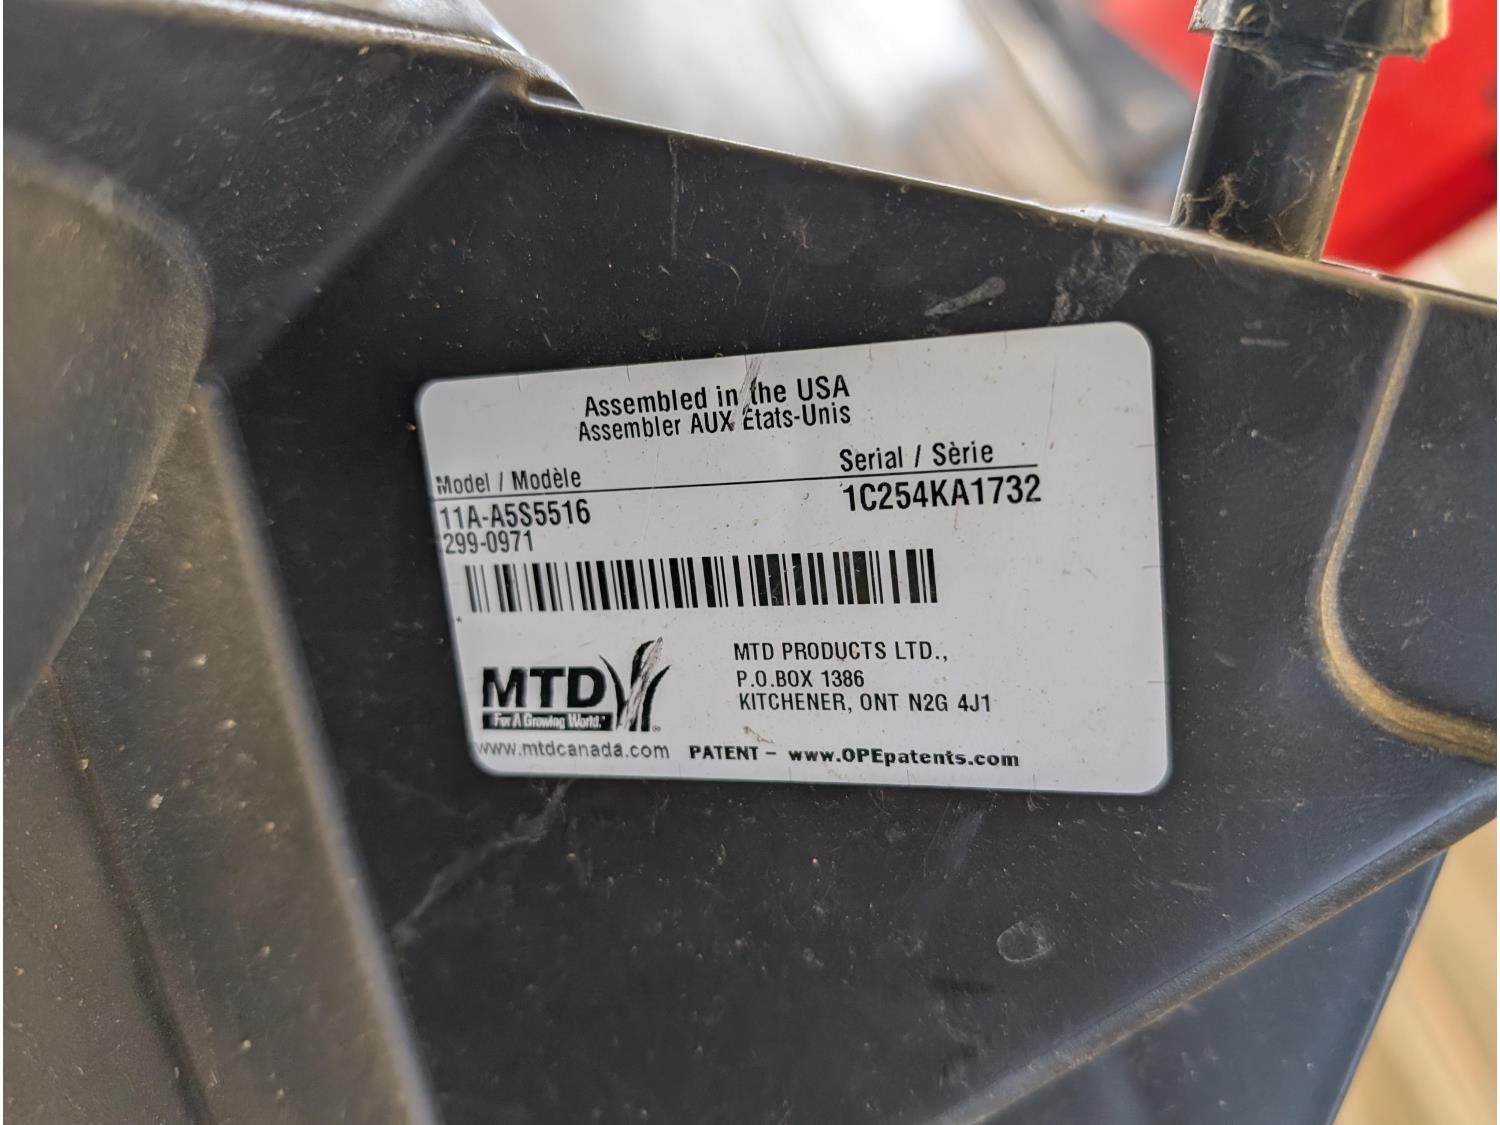 Assembled in the USA
Assembler AUX Etats-Unis
Model / Modèle
Serial / Sèrie
11A-A5S5516
1C254KA1732
299-0971
MTD
For A Growing World.
www.mtdcanada.com
MTD PRODUCTS LTD.,
P.O.BOX 1386
KITCHENER, ONT N2G 4J1
PATENT – www.OPEpatents.com